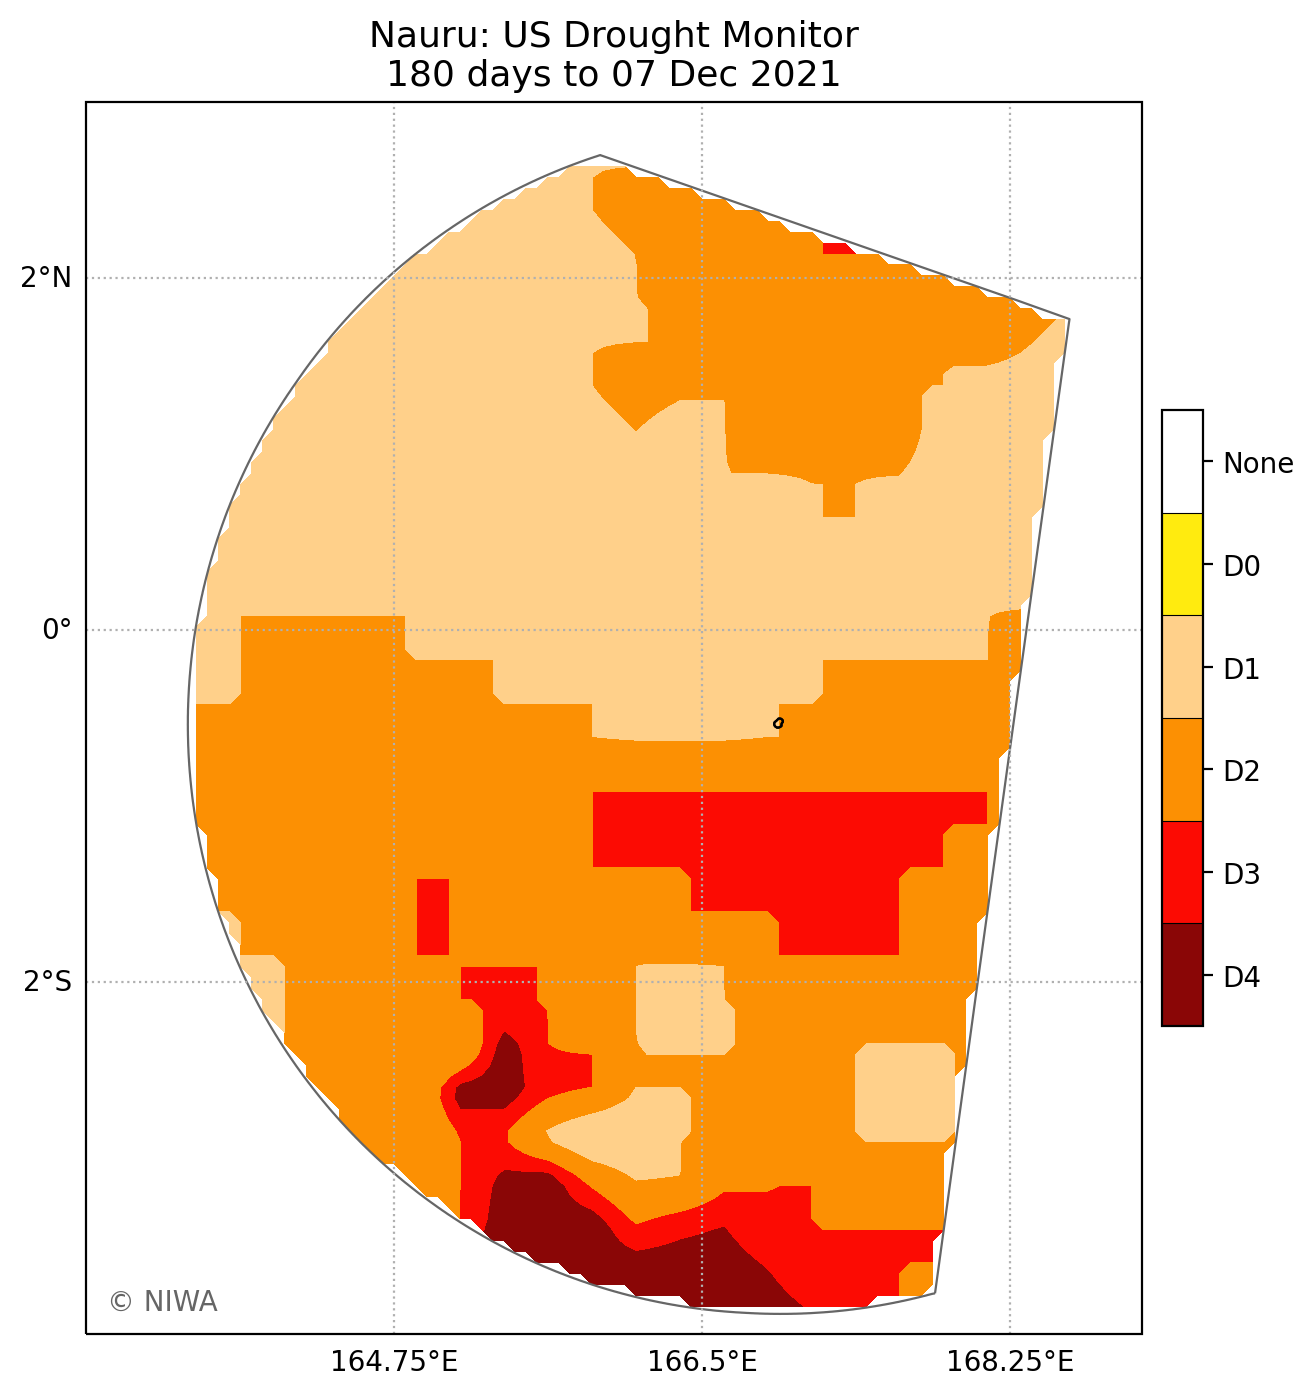 Nauru: US Drought Monitor
180 days to 07 Dec 2021
2°N
0°
2°S
164.75°E
166.5°E
168.25°E
None
D0
D1
D2
D3
D4
© NIWA